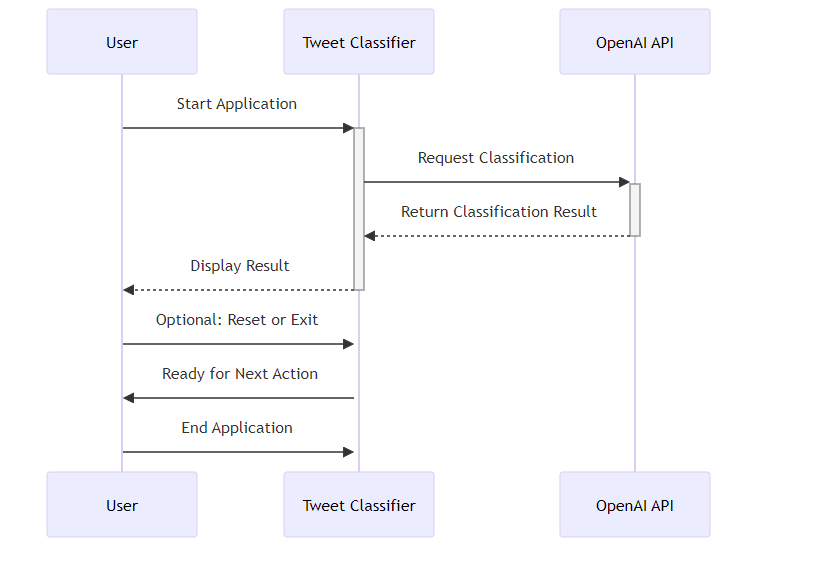 User
Tweet Classifier
OpenAI API
Start Application
Request Classification
Return Classification Result
Display Result
Optional: Reset or Exit
Ready for Next Action
End Application
User
Tweet Classifier
OpenAI API